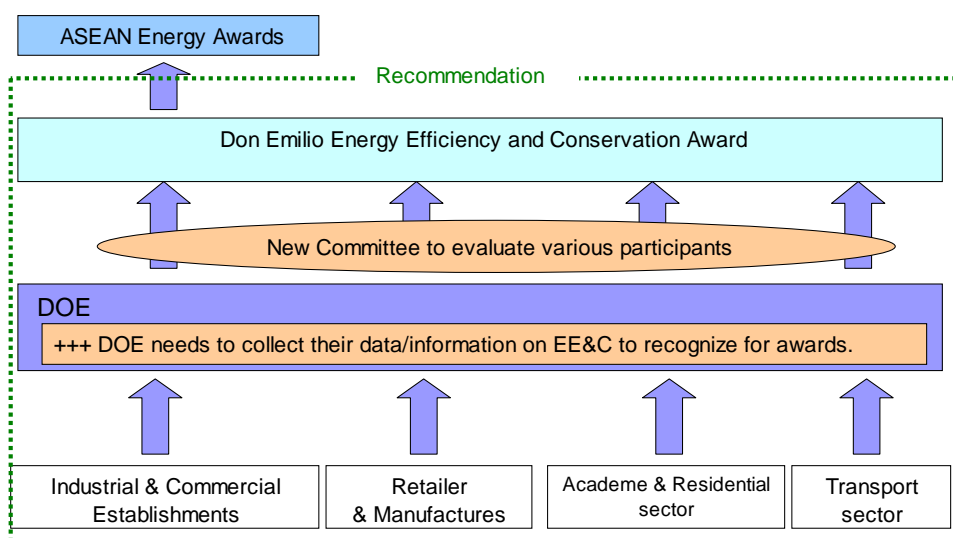 ASEAN Energy Awards
Recommendation
Don Emilio Energy Efficiency and Conservation Award
New Committee to evaluate various participants
DOE
+++ DOE needs to collect their data/information on EE&C to recognize for awards.
Industrial & Commercial
Establishments
Retailer
& Manufactures
Academe & Residential
sector
Transport
sector